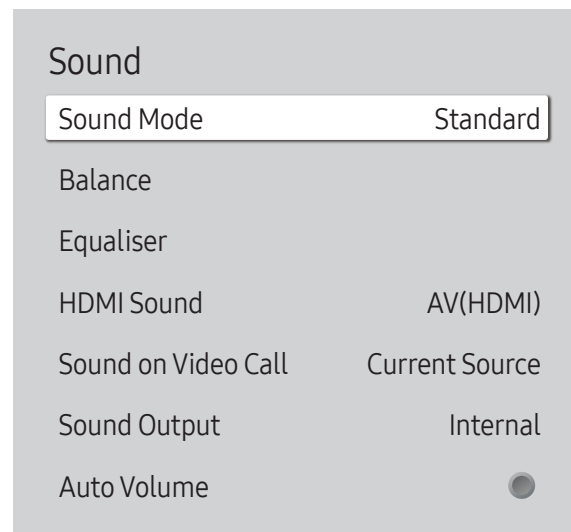 Sound
Sound Mode Standard
Balance
Equaliser
HDMI Sound AV(HDMI)
Sound on Video Call Current Source
Sound Output Internal
Auto Volume